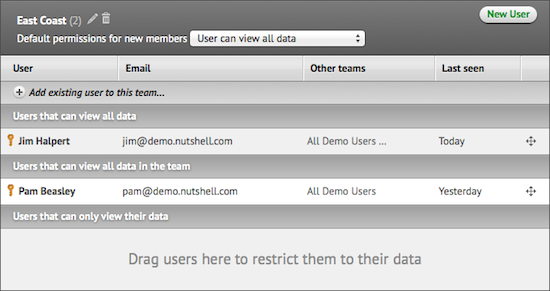 East Coast (2)
New User
Default permissions for new members User can view all data
User Email Other teams Last seen
Add existing user to this team...
Users that can view all data
Jim Halpert jim@demo.nutshell.com All Demo Users ... Today
Users that can view all data in the team
Pam Beasley pam@demo.nutshell.com All Demo Users Yesterday
Users that can only view their data
Drag users here to restrict them to their data